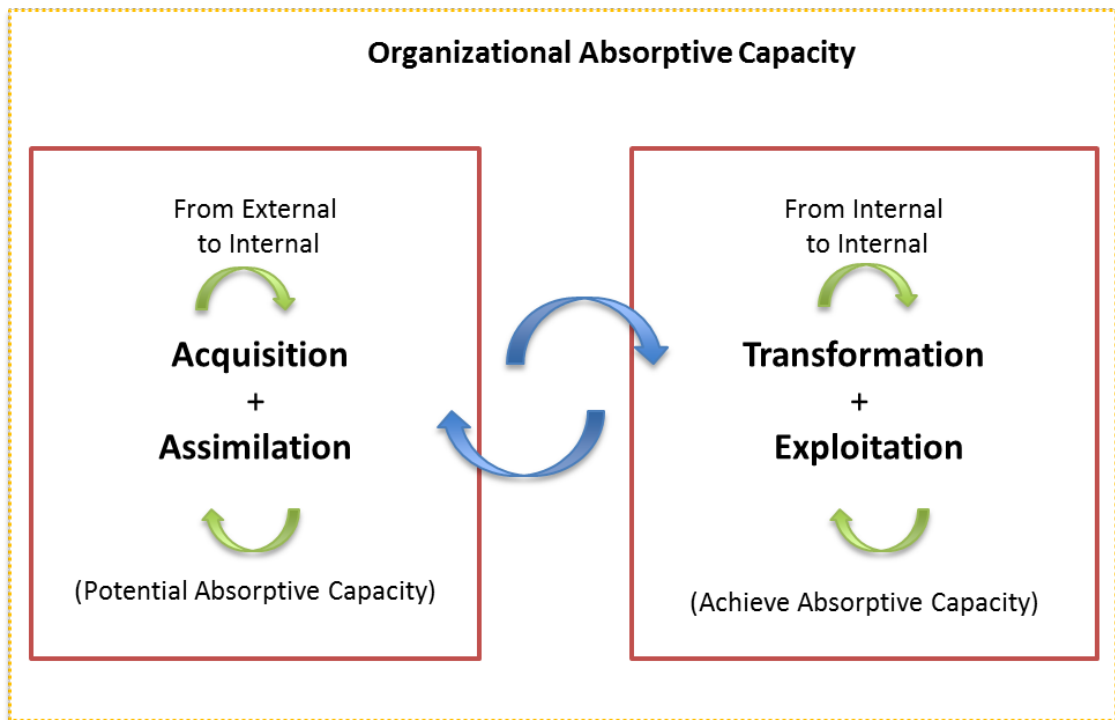 Organizational Absorptive Capacity
From External
to Internal
Acquisition
+
Assimilation
(Potential Absorptive Capacity)
From Internal
to Internal
Transformation
+
Exploitation
(Achieve Absorptive Capacity)